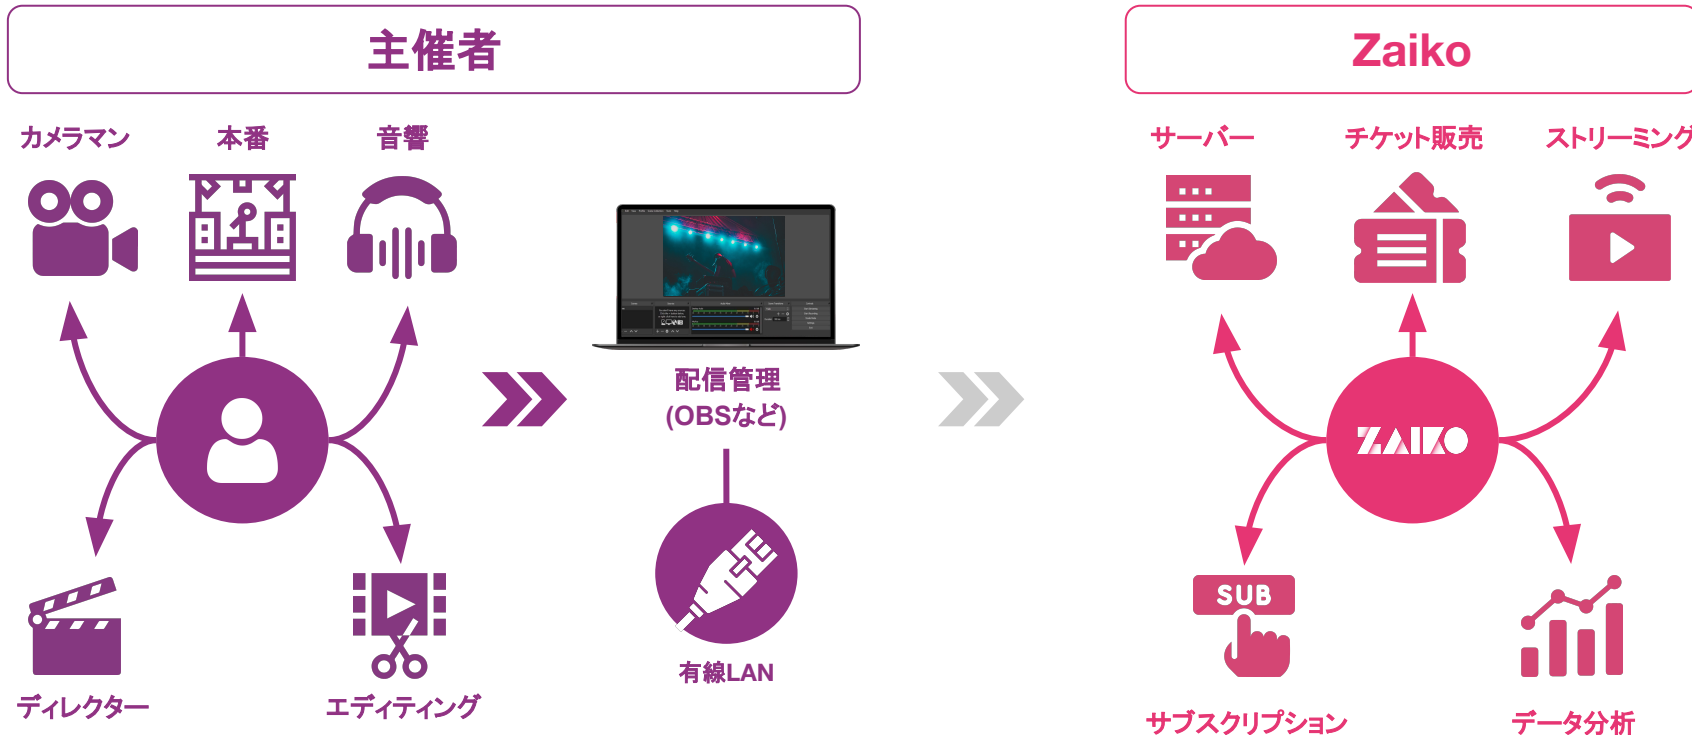 主催者
Zaiko
カメラマン
本番
音響
サーバー
チケット販売
ストリーミング
配信管理
(OBSなど)
ZAIKO
SUB
有線LAN
ディレクター
エディティング
サブスクリプション
データ分析